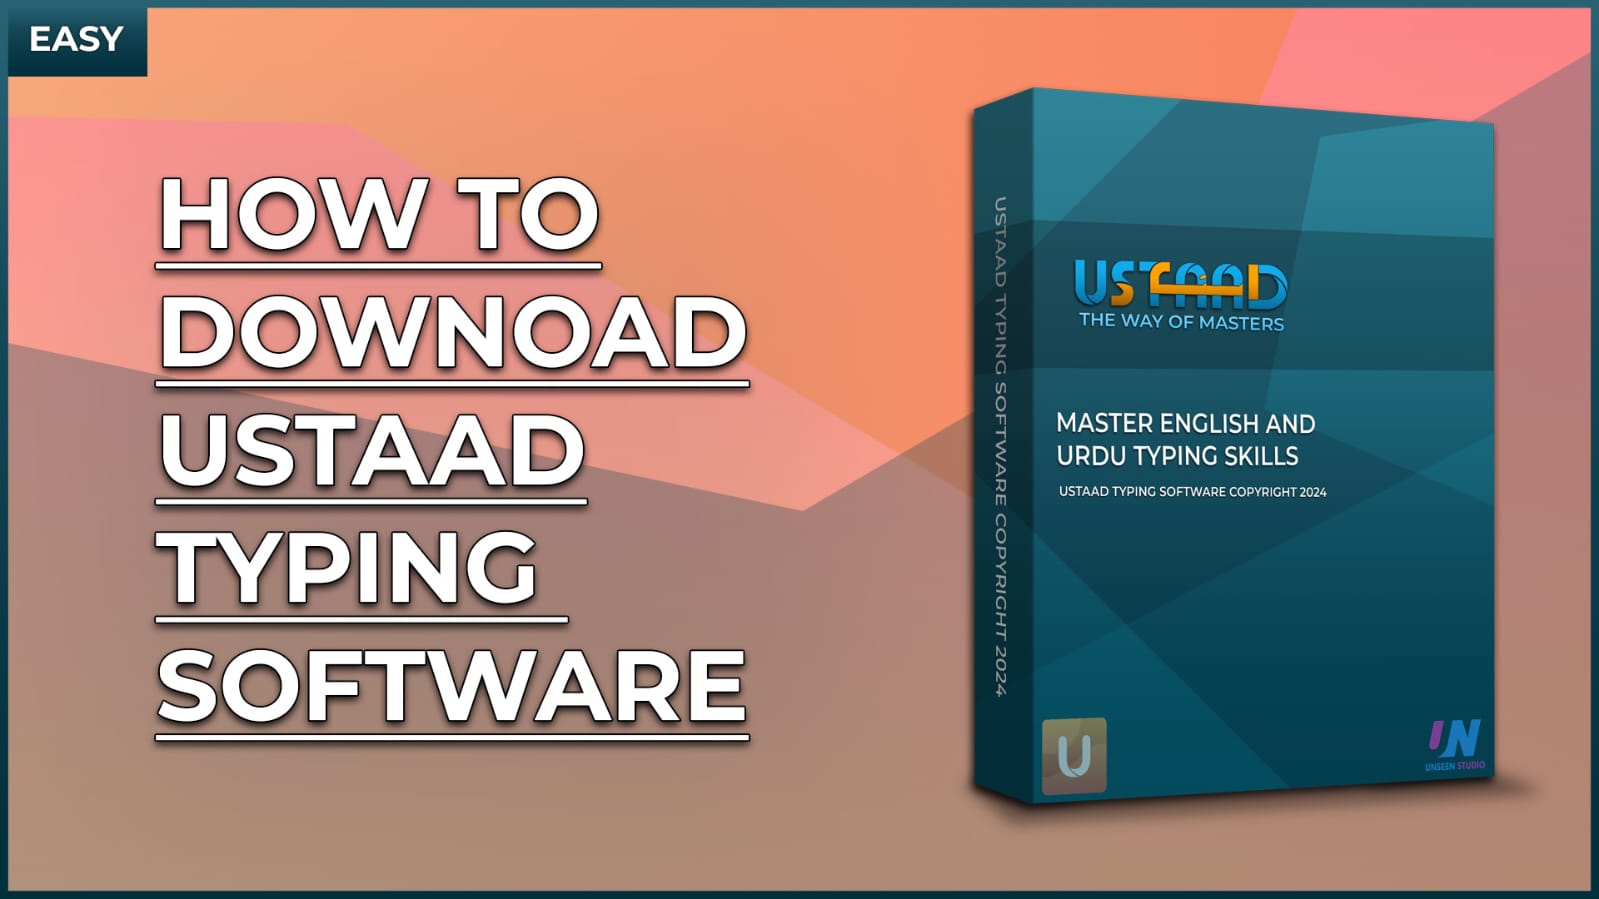 EASY
HOW TO
DOWNOAD
USTAAD
TYPING
SOFTWARE
USTAAD TYPING SOFTWARE COPYRIGHT 2024
USTAAD
THE WAY OF MASTERS
MASTER ENGLISH AND
URDU TYPING SKILLS
USTAAD TYPING SOFTWARE COPYRIGHT 2024
U
UN
UNSEEN STUDIO